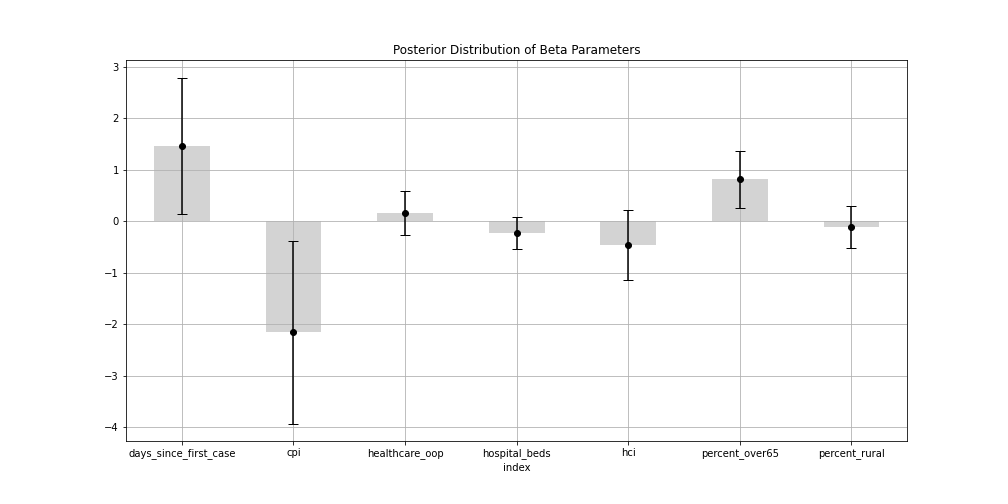 Posterior Distribution of Beta Parameters
3
2
1
0
−1
−2
−3
−4
days_since_first_case cpi healthcare_oop hospital_beds hci percent_over65 percent_rural
index